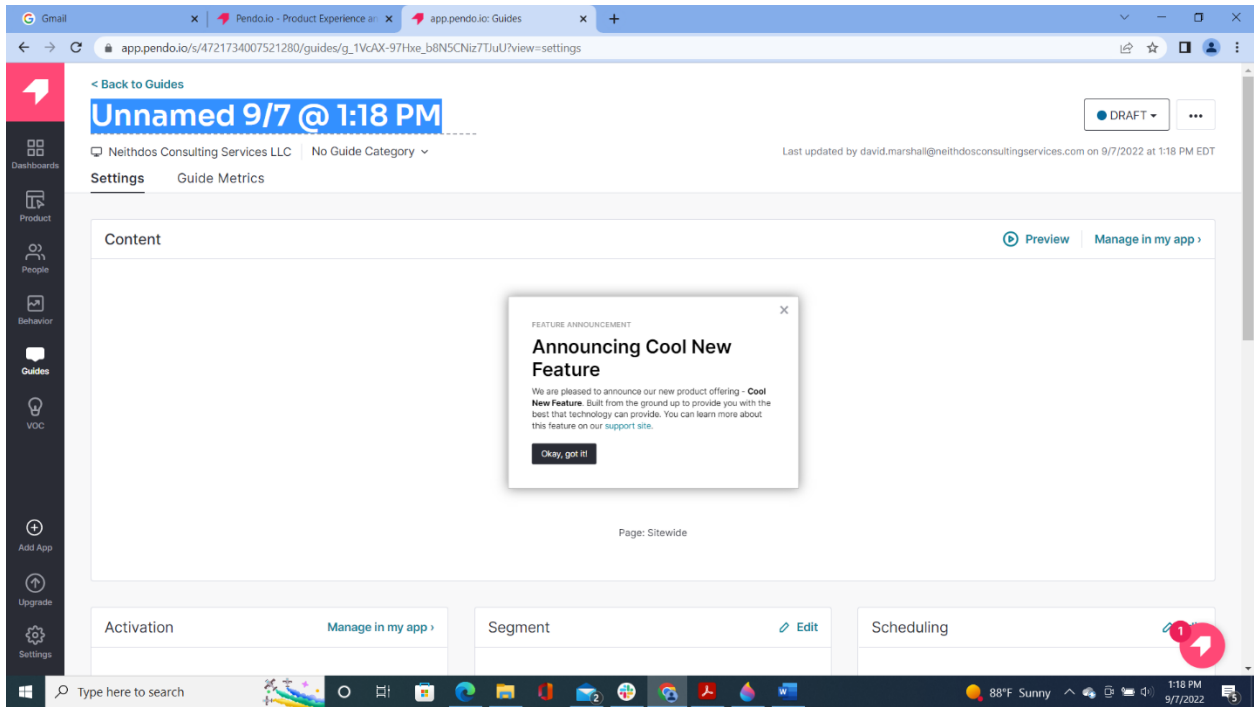 Gmail
Pendo.io - Product Experience an
app.pendo.io: Guides
app.pendo.io/s/4721734007521280/guides/g_1VcAX-97Hxe_b8N5CNiz7TJuU?view=settings
< Back to Guides
Unnamed 9/7 @ 1:18 PM
DRAFT
Neithdos Consulting Services LLC No Guide Category
Last updated by david.marshall@neithdosconsultingservices.com on 9/7/2022 at 1:18 PM EDT
Settings Guide Metrics
Dashboards
Product
People
Behavior
Guides
VOC
Add App
Upgrade
Settings
Content
Preview Manage in my app ›
FEATURE ANNOUNCEMENT
Announcing Cool New
Feature
We are pleased to announce our new product offering - Cool
New Feature. Built from the ground up to provide you with the
best that technology can provide. You can learn more about
this feature on our support site.
Okay, got it!
Page: Sitewide
Activation Manage in my app ›
Segment Edit
Scheduling
1
Type here to search
2
88°F Sunny
1:18 PM
9/7/2022
5